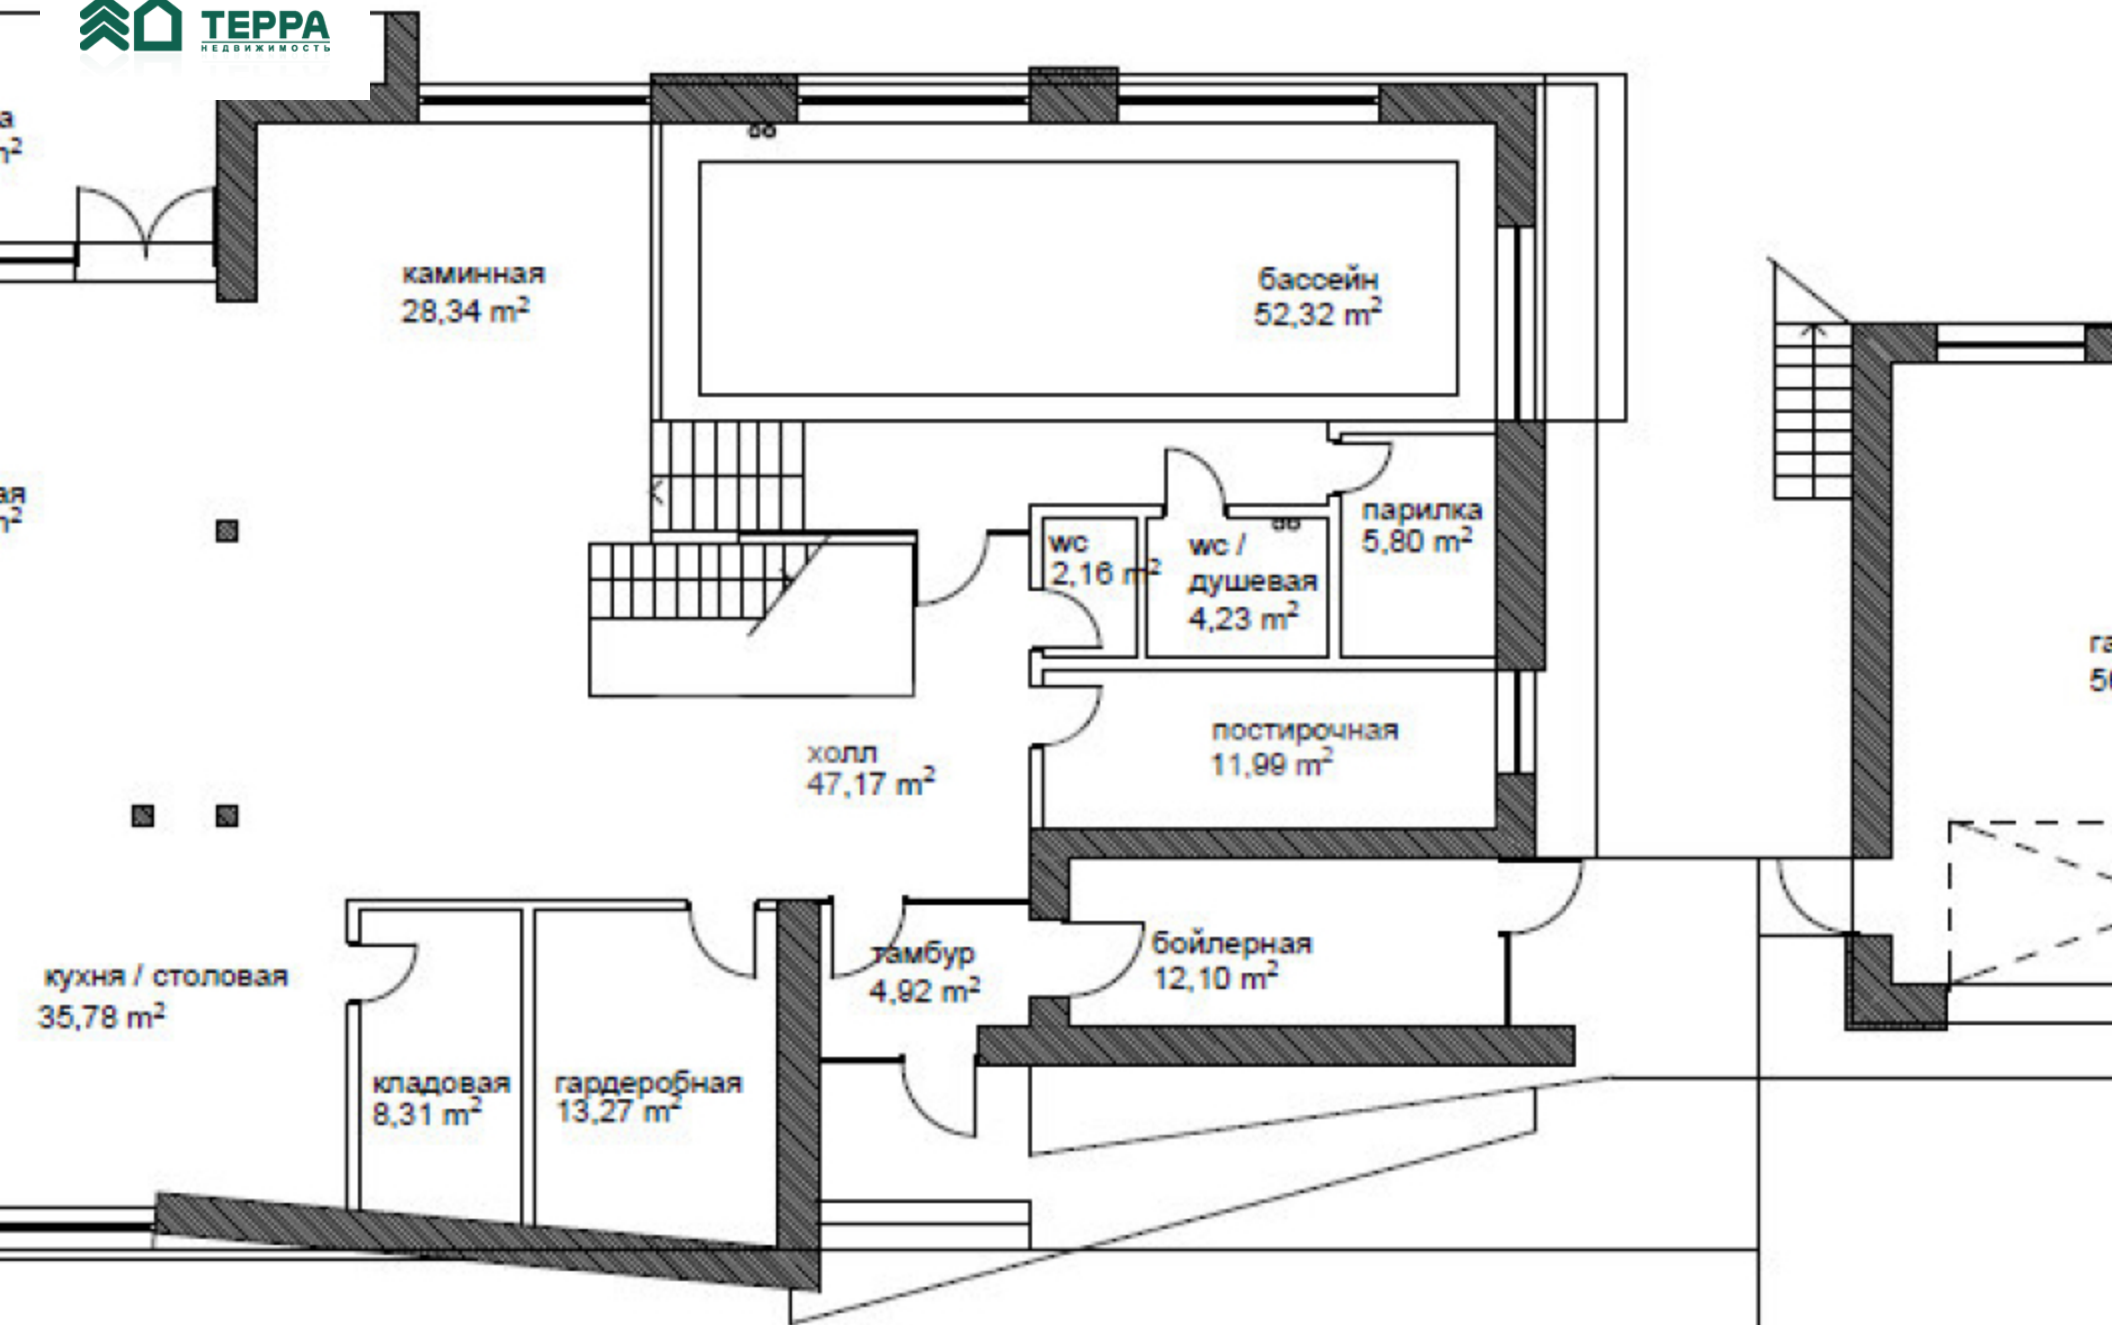 ТЕРРА
НЕДВИЖИМОСТЬ
каминная
28,34 m²
бассейн
52,32 m²
парилка
5,80 m²
wc
2,16 m²
wc /
душевая
4,23 m²
постирочная
11,99 m²
холл
47,17 m²
тамбур
4,92 m²
бойлерная
12,10 m²
кухня / столовая
35,78 m²
кладовая
8,31 m²
гардеробная
13,27 m²